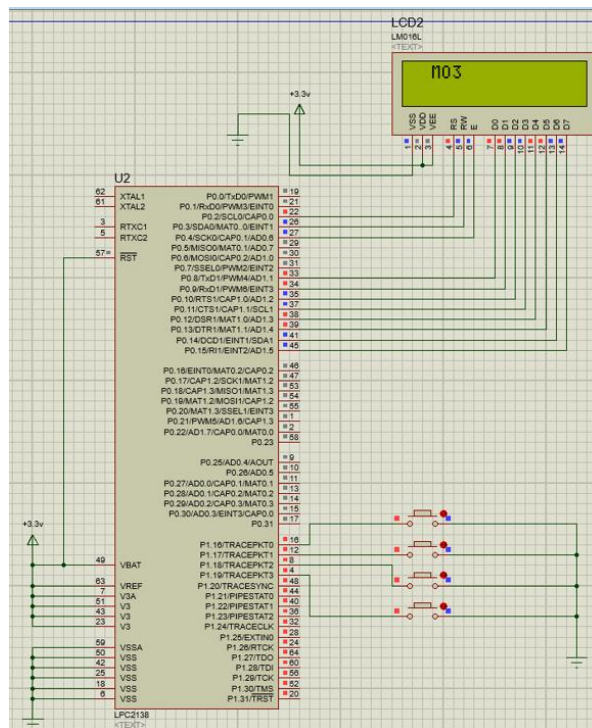 LCD2
LM016L
<TEXT>
M03
VSS
VDD
VEE
RS
RW
E
D0
D1
D2
D3
D4
D5
D6
D7
1
2
3
4
5
6
7
8
9
10
11
12
13
14
+3.3v
U2
62 XTAL1 P0.0/TxD0/PWM1 19
61 XTAL2 P0.1/RxD0/PWM3/EINT0 21
P0.2/SCL0/CAP0.0 22
3 RTXC1 P0.3/SDA0/MAT0..0/EINT1 26
5 RTXC2 P0.4/SCK0/CAP0.1/AD0.6 27
P0.5/MISO0/MAT0.1/AD0.7 29
P0.6/MOSI0/CAP0.2/AD1.0 30
57 RST P0.7/SSEL0/PWM2/EINT2 31
P0.8/TxD1/PWM4/AD1.1 33
P0.9/RxD1/PWM6/EINT3 34
P0.10/RTS1/CAP1.0/AD1.2 35
P0.11/CTS1/CAP1.1/SCL1 37
P0.12/DSR1/MAT1.0/AD1.3 38
P0.13/DTR1/MAT1.1/AD1.4 39
P0.14/DCD1/EINT1/SDA1 41
P0.15/RI1/EINT2/AD1.5 45
P0.16/EINT0/MAT0.2/CAP0.2 46
P0.17/CAP1.2/SCK1/MAT1.2 47
P0.18/CAP1.3/MISO1/MAT1.3 53
P0.19/MAT1.2/MOSI1/CAP1.2 54
P0.20/MAT1.3/SSEL1/EINT3 55
P0.21/PWM5/AD1.6/CAP1.3 1
P0.22/AD1.7/CAP0.0/MAT0.0 2
P0.23 58
P0.25/AD0.4/AOUT 9
P0.26/AD0.5 10
P0.27/AD0.0/CAP0.1/MAT0.1 11
P0.28/AD0.1/CAP0.2/MAT0.2 13
P0.29/AD0.2/CAP0.3/MAT0.3 14
P0.30/AD0.3/EINT3/CAP0.0 15
P0.31 17
+3.3v
P1.16/TRACEPKT0 16
P1.17/TRACEPKT1 12
49 VBAT P1.18/TRACEPKT2 8
P1.19/TRACEPKT3 4
63 VREF P1.20/TRACESYNC 48
7 V3A P1.21/PIPESTAT0 44
51 V3 P1.22/PIPESTAT1 40
43 V3 P1.23/PIPESTAT2 36
23 V3 P1.24/TRACECLK 32
P1.25/EXTIN0 28
59 VSSA P1.26/RTCK 24
50 VSS P1.27/TDO 64
42 VSS P1.28/TDI 60
25 VSS P1.29/TCK 56
18 VSS P1.30/TMS 52
6 VSS P1.31/TRST 20
LPC2138
<TEXT>